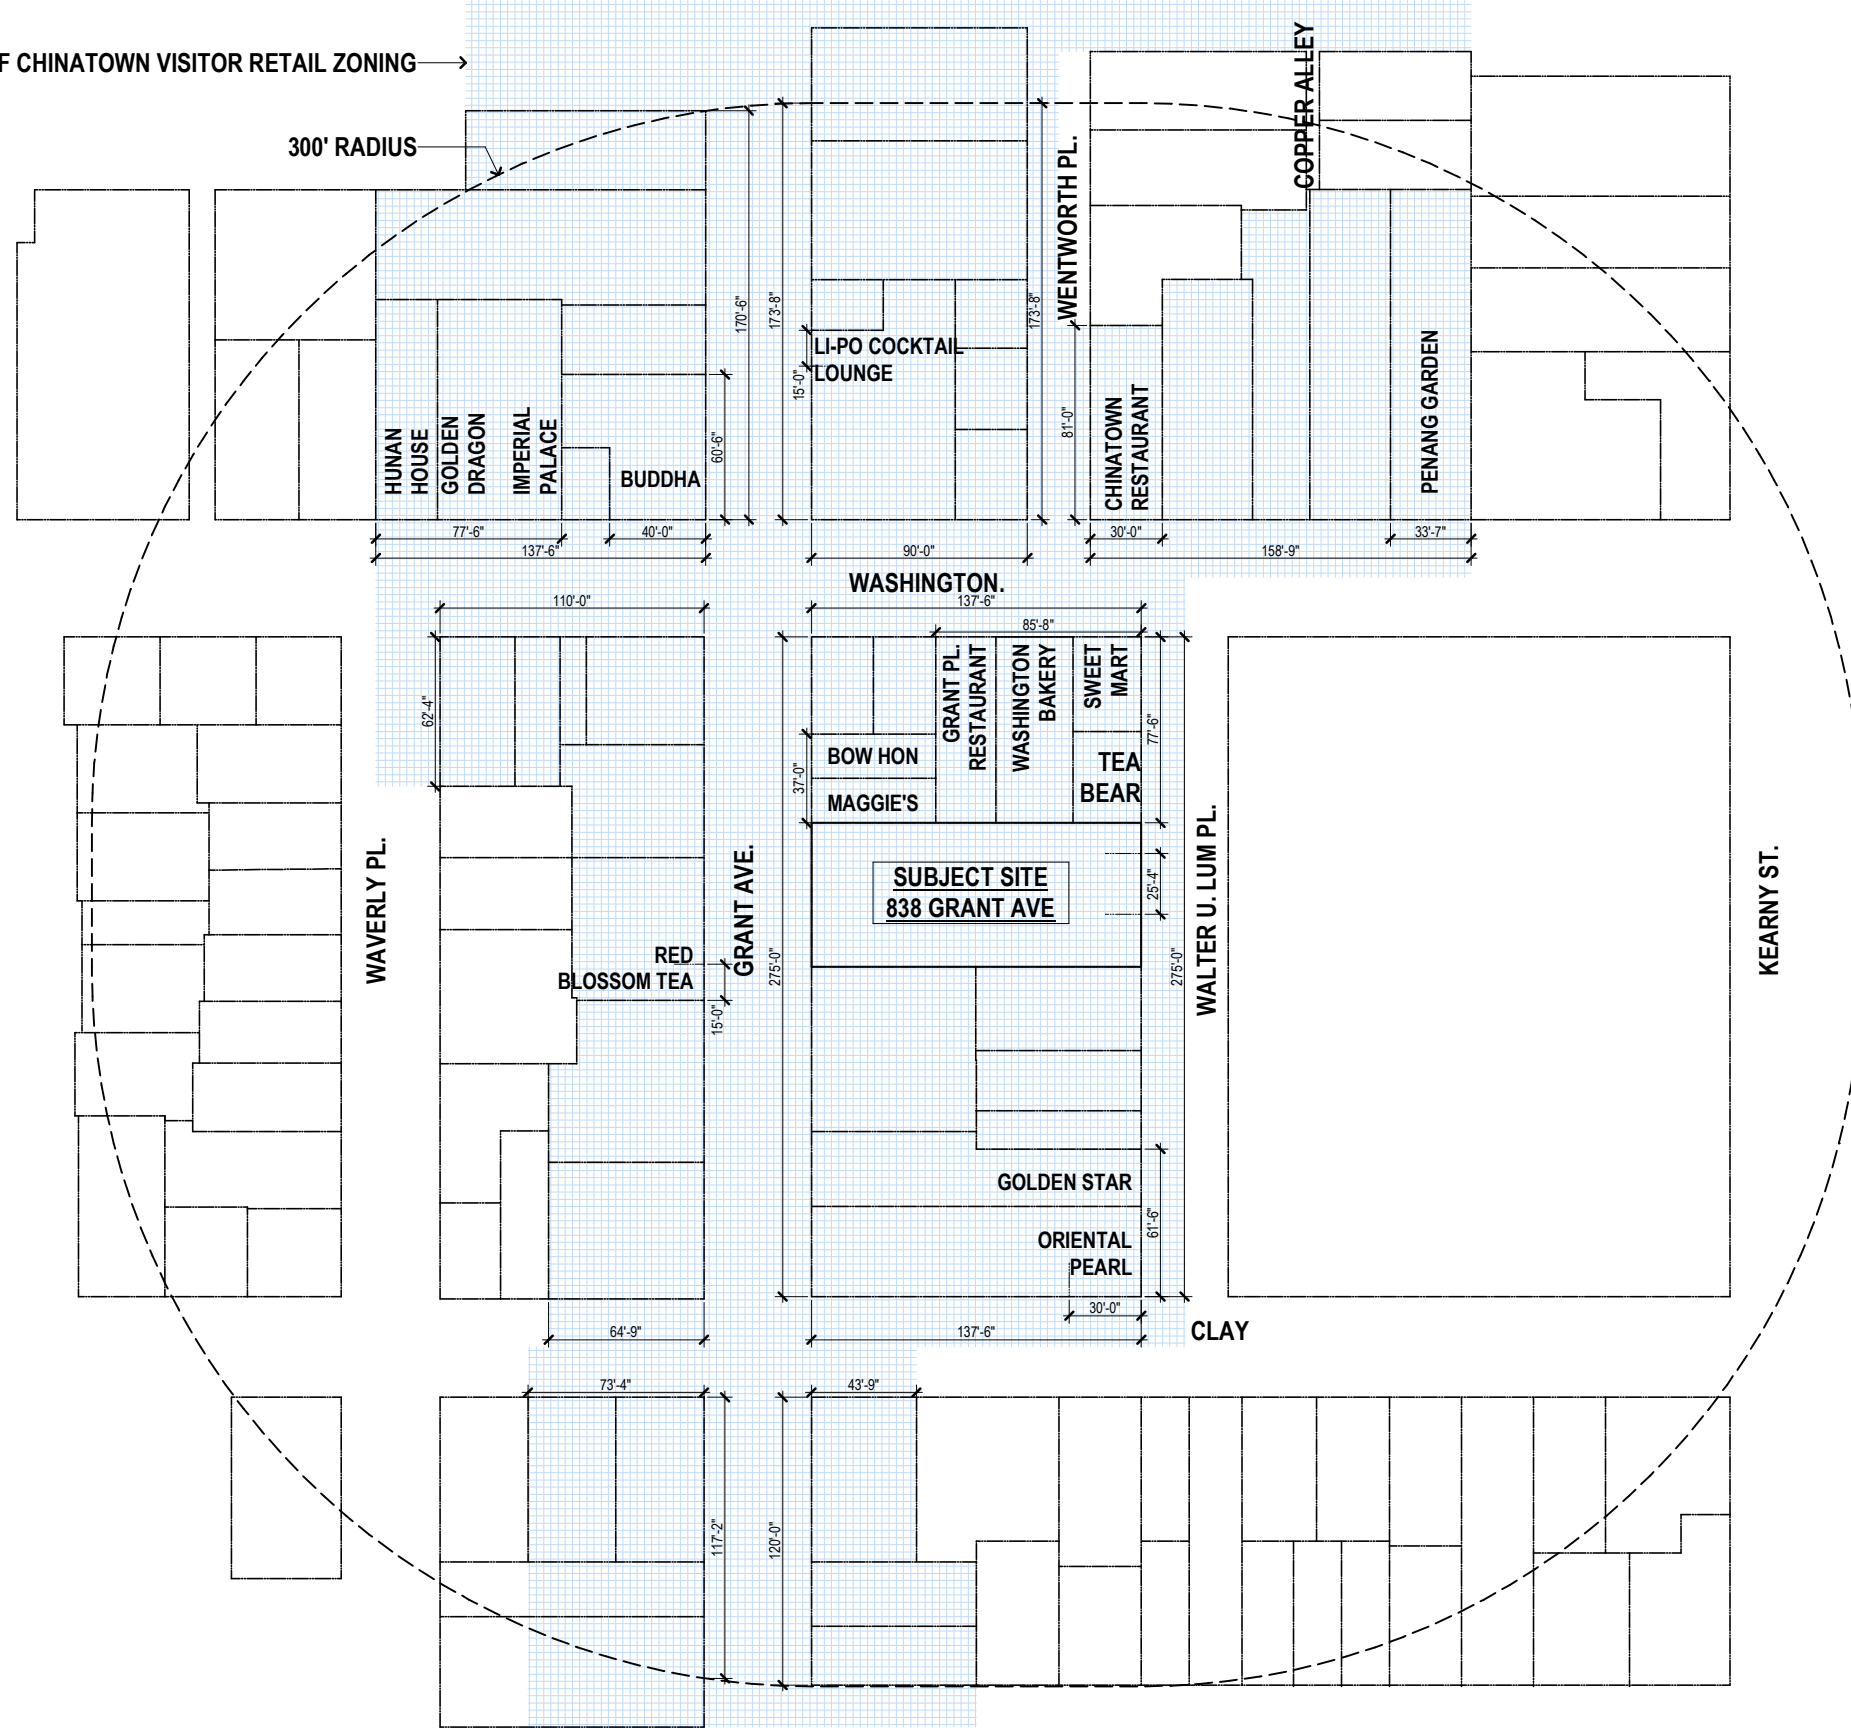 F CHINATOWN VISITOR RETAIL ZONING
300' RADIUS
COPPER ALLEY
WENTWORTH PL.
170'-6"
173'-8"
173'-8"
LI-PO COCKTAIL
LOUNGE
15'-0"
81'-0"
HUNAN
HOUSE
GOLDEN
DRAGON
IMPERIAL
PALACE
BUDDHA
60'-6"
CHINATOWN
RESTAURANT
PENANG GARDEN
77'-6"
40'-0"
137'-6"
90'-0"
30'-0"
33'-7"
158'-9"
WASHINGTON.
110'-0"
137'-6"
85'-8"
62'-4"
GRANT PL.
RESTAURANT
WASHINGTON
BAKERY
SWEET
MART
77'-6"
BOW HON
MAGGIE'S
37'-0"
TEA
BEAR
SUBJECT SITE
838 GRANT AVE
25'-4"
WAVERLY PL.
GRANT AVE.
WALTER U. LUM PL.
KEARNY ST.
RED
BLOSSOM TEA
15'-0"
275'-0"
275'-0"
GOLDEN STAR
ORIENTAL
PEARL
61'-6"
30'-0"
64'-9"
137'-6"
CLAY
73'-4"
43'-9"
117'-2"
120'-0"